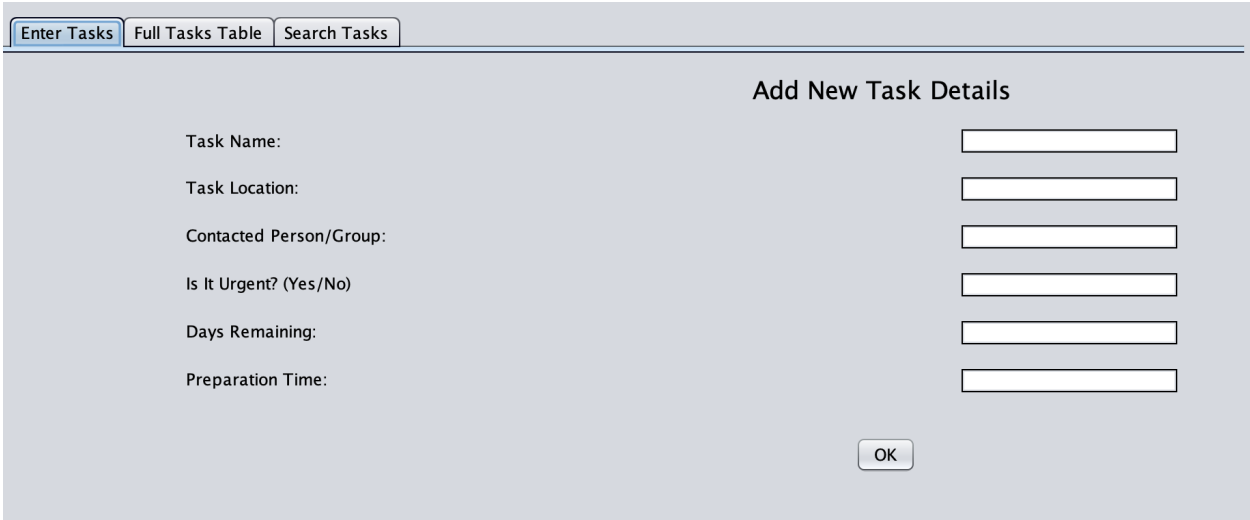 Enter Tasks Full Tasks Table Search Tasks
Add New Task Details
Task Name:
Task Location:
Contacted Person/Group:
Is It Urgent? (Yes/No)
Days Remaining:
Preparation Time:
OK